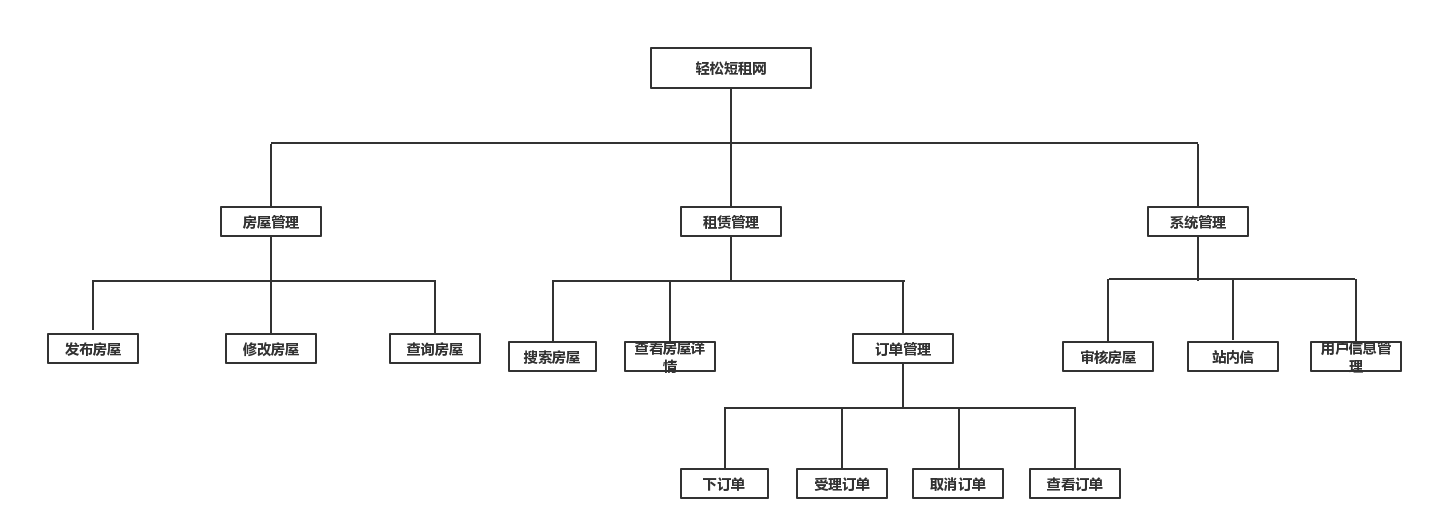 轻松短租网
房屋管理
租赁管理
系统管理
发布房屋
修改房屋
查询房屋
搜索房屋
查看房屋详
情
订单管理
审核房屋
站内信
用户信息管
理
下订单
受理订单
取消订单
查看订单